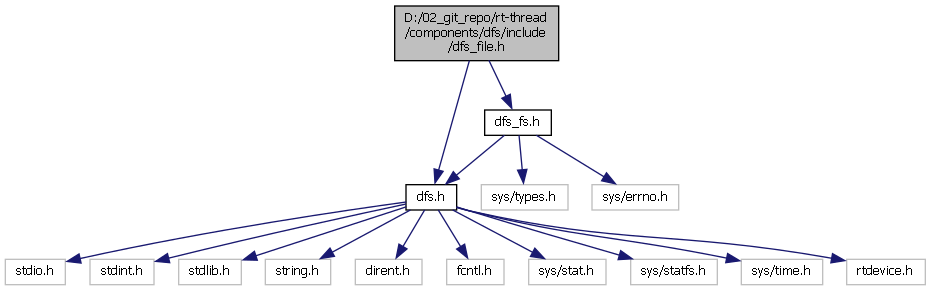 D:/02_git_repo/rt-thread
/components/dfs/include
/dfs_file.h
dfs_fs.h
dfs.h
sys/types.h
sys/errno.h
stdio.h
stdint.h
stdlib.h
string.h
dirent.h
fcntl.h
sys/stat.h
sys/statfs.h
sys/time.h
rtdevice.h